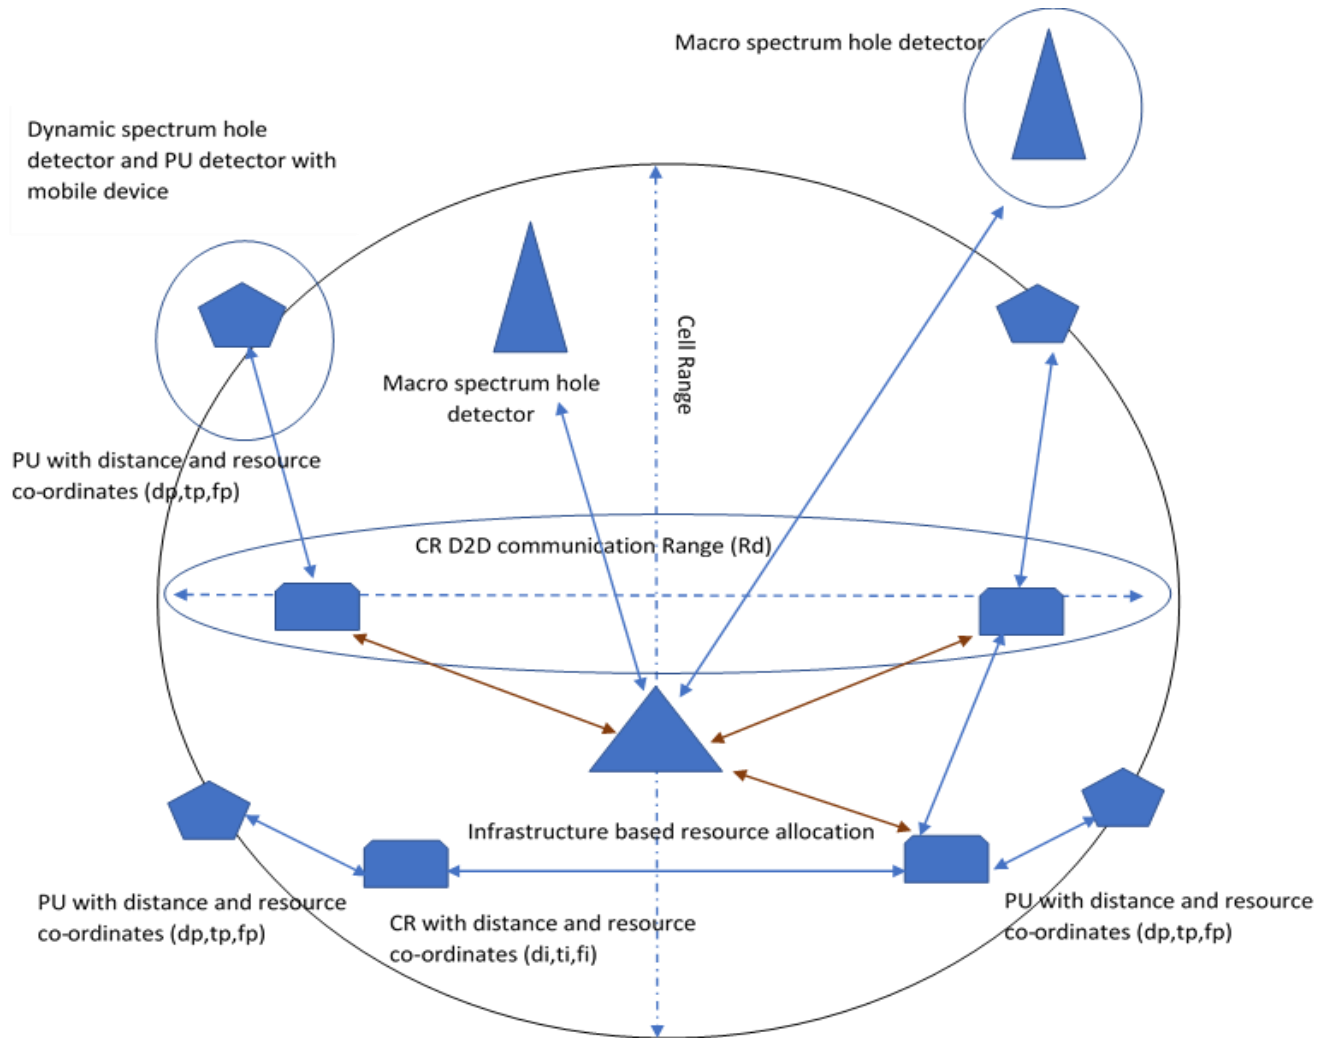 Macro spectrum hole detector
Dynamic spectrum hole
detector and PU detector with
mobile device
Cell Range
Macro spectrum hole
detector
PU with distance and resource
co-ordinates (dp,tp,fp)
CR D2D communication Range (Rd)
Infrastructure based resource allocation
PU with distance and resource
co-ordinates (dp,tp,fp)
CR with distance and resource
co-ordinates (di,ti,fi)
PU with distance and resource
co-ordinates (dp,tp,fp)